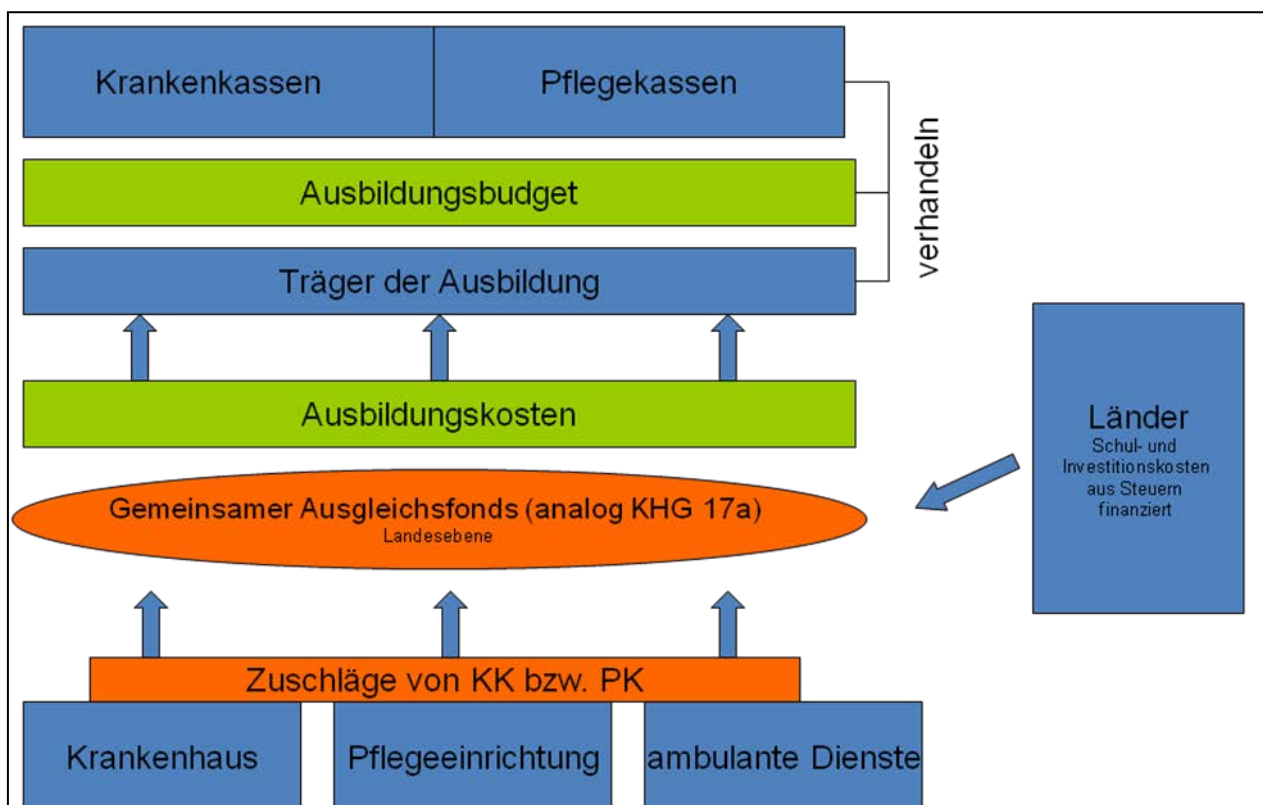 Krankenkassen
Pflegekassen
Ausbildungsbudget
Träger der Ausbildung
verhandeln
Ausbildungskosten
Länder
Schul- und
Investitionskosten
aus Steuern
finanziert
Gemeinsamer Ausgleichsfonds (analog KHG 17a)
Landesebene
Zuschläge von KK bzw. PK
Krankenhaus
Pflegeeinrichtung
ambulante Dienste